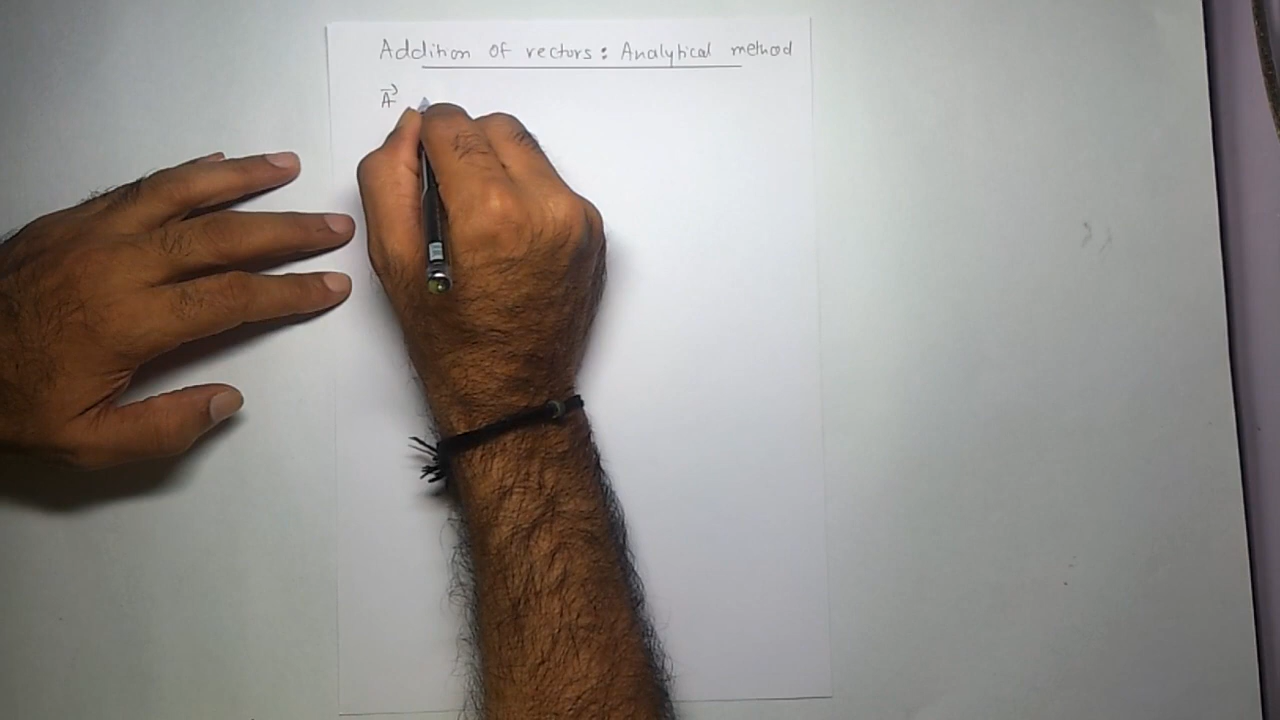 Addition of vectors : Analytical method
A⃗